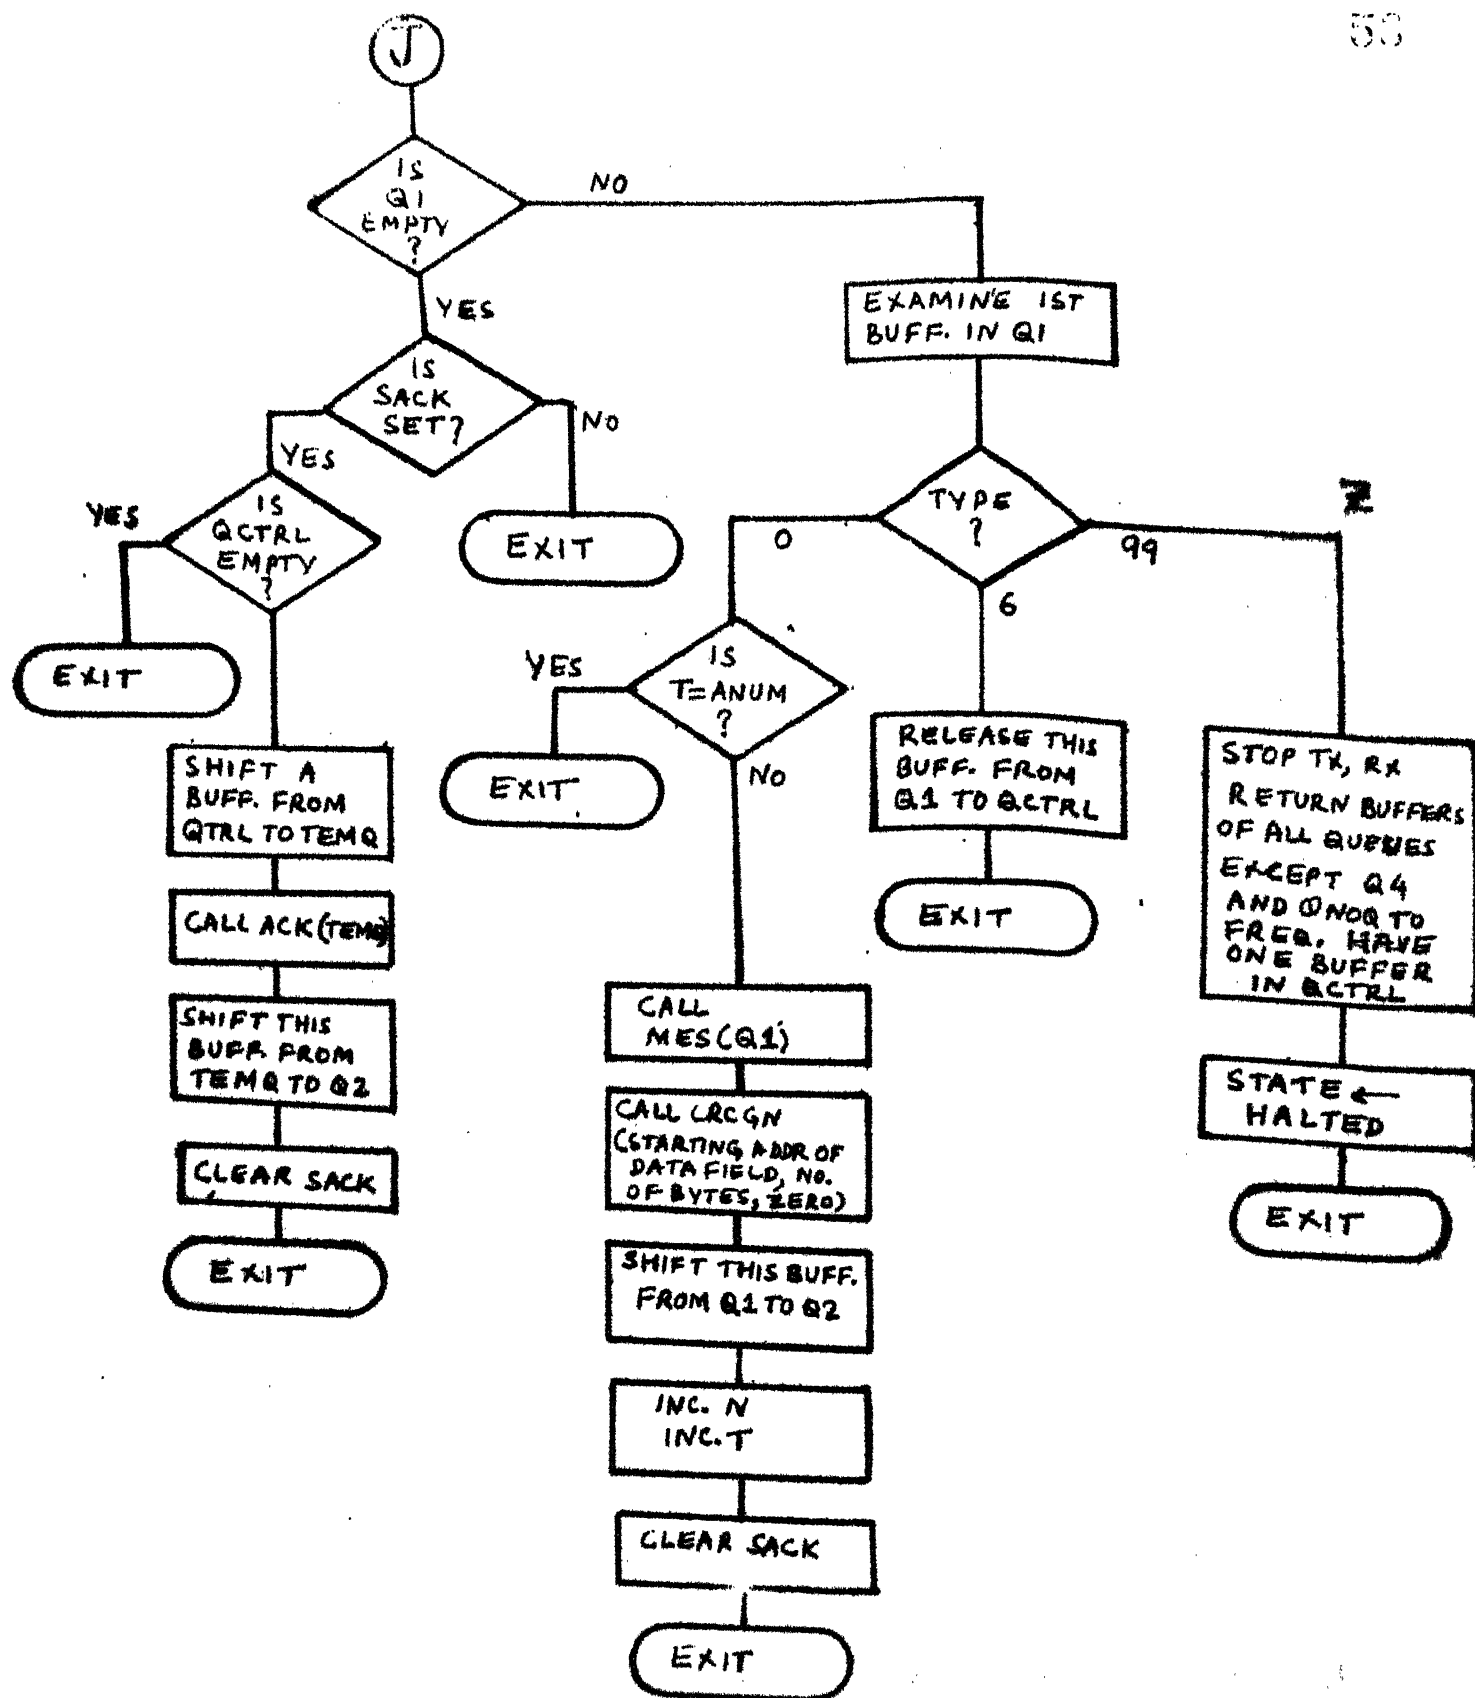 J
IS
Q1
EMPTY
?
NO
YES
EXAMINE 1ST
BUFF. IN Q1
IS
SACK
SET?
NO
YES
EXIT
IS
QCTRL
EMPTY
?
YES
EXIT
SHIFT A
BUFF. FROM
QTRL TO TEMQ
CALL ACK(TEMQ)
SHIFT THIS
BUFF. FROM
TEMQ TO Q2
CLEAR SACK
EXIT
TYPE
?
0
6
99
Z
IS
T=ANUM
?
YES
NO
EXIT
CALL
MES(Q1)
CALL LRCGN
(STARTING ADDR OF
DATA FIELD, NO.
OF BYTES, ZERO)
SHIFT THIS BUFF.
FROM Q1 TO Q2
INC. N
INC. T
CLEAR SACK
EXIT
RELEASE THIS
BUFF. FROM
Q1 TO QCTRL
EXIT
STOP TX, RX
RETURN BUFFERS
OF ALL QUEUES
EXCEPT Q4
AND NOQ TO
FREQ. HAVE
ONE BUFFER
IN QCTRL
STATE ←
HALTED
EXIT